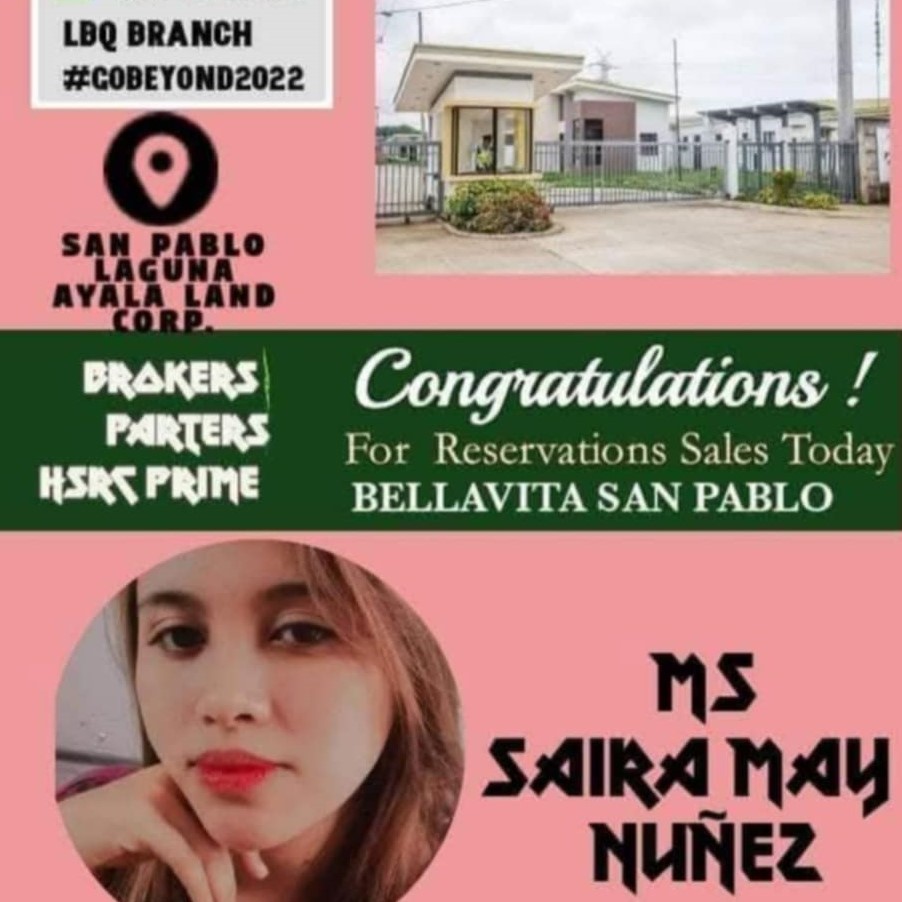 LBQ BRANCH
#GOBEYOND2022
SAN PABLO
LAGUNA
AYALA LAND
CORP.
BROKERS
PARTERS
HSRC PRIME
Congratulations !
For Reservations Sales Today
BELLAVITA SAN PABLO
MS
SAIRA MAY
NUÑEZ